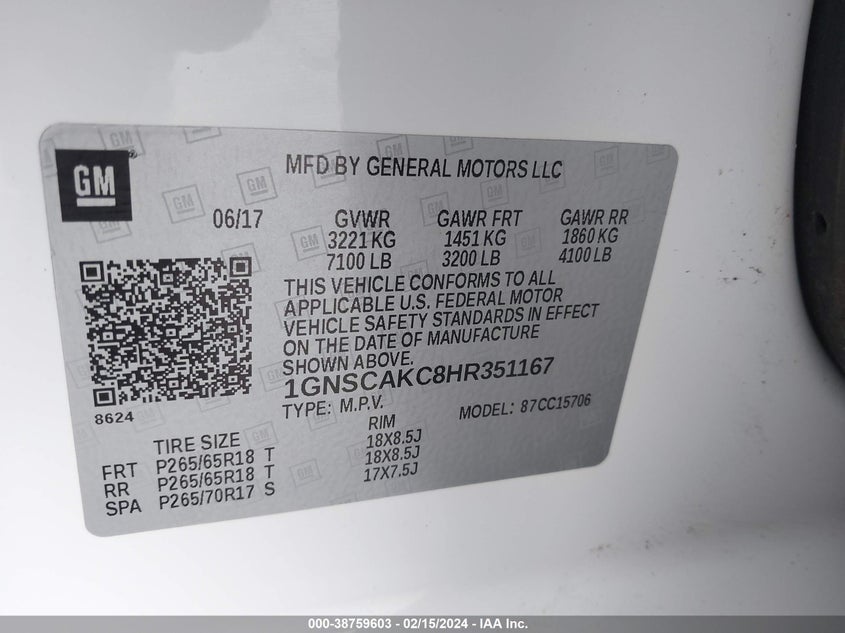 GM
MFD BY GENERAL MOTORS LLC
06/17 GVWR GAWR FRT GAWR RR
3221 KG 1451 KG 1860 KG
7100 LB 3200 LB 4100 LB
THIS VEHICLE CONFORMS TO ALL
APPLICABLE U.S. FEDERAL MOTOR
VEHICLE SAFETY STANDARDS IN EFFECT
ON THE DATE OF MANUFACTURE
SHOWN ABOVE.
1GNSCAKC8HR351167
TYPE: M.P.V. MODEL: 87CC15706
8624
TIRE SIZE RIM
FRT P265/65R18 T 18X8.5J
RR P265/65R18 T 18X8.5J
SPA P265/70R17 S 17X7.5J
000-38759603 - 02/15/2024 - IAA Inc.